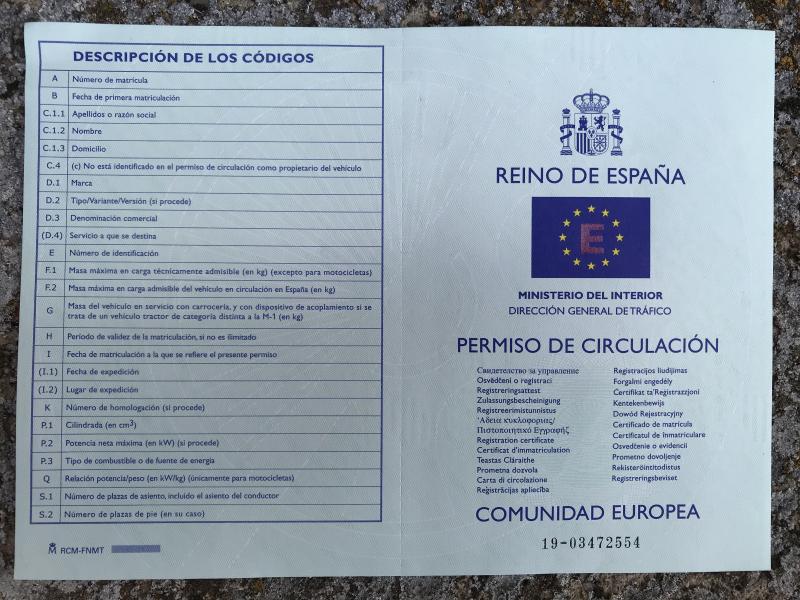 DESCRIPCIÓN DE LOS CÓDIGOS
A Número de matrícula
B Fecha de primera matriculación
C.1.1 Apellidos o razón social
C.1.2 Nombre
C.1.3 Domicilio
C.4 (c) No está identificado en el permiso de circulación como propietario del vehículo
D.1 Marca
D.2 Tipo/Variante/Versión (si procede)
D.3 Denominación comercial
(D.4) Servicio a que se destina
E Número de identificación
F.1 Masa máxima en carga técnicamente admisible (en kg) (excepto para motocicletas)
F.2 Masa máxima en carga admisible del vehículo en circulación en España (en kg)
G Masa del vehículo en servicio con carrocería, y con dispositivo de acoplamiento si se
trata de un vehículo tractor de categoría distinta a la M-1 (en kg)
H Período de validez de la matriculación, si no es ilimitado
I Fecha de matriculación a la que se refiere el presente permiso
(I.1) Fecha de expedición
(I.2) Lugar de expedición
K Número de homologación (si procede)
P.1 Cilindrada (en cm3)
P.2 Potencia neta máxima (en kW) (si procede)
P.3 Tipo de combustible o de fuente de energía
Q Relación potencia/peso (en kW/kg) (únicamente para motocicletas)
S.1 Número de plazas de asiento, incluido el asiento del conductor
S.2 Número de plazas de pie (en su caso)
M RCM-FNMT
REINO DE ESPAÑA
E
MINISTERIO DEL INTERIOR
DIRECCIÓN GENERAL DE TRÁFICO
PERMISO DE CIRCULACIÓN
Свидетелство за управление
Osvědčení o registraci
Registreringsattest
Zulassungsbescheinigung
Registreerimistunnistus
'Αδεια κυκλοφορίας/
Πιστοποιητικό Εγγραφής
Registration certificate
Certificat d'immatriculation
Teastas Cláraithe
Prometna dozvola
Carta di circolazione
Reģistrācijas apliecība
Registracijos liudijimas
Forgalmi engedély
Certifikat ta'Registrazzjoni
Kentekenbewijs
Dowód Rejestracyjny
Certificado de matrícula
Certificatul de înmatriculare
Osvedčenie o evidencii
Prometno dovoljenje
Rekisteröintitodistus
Registreringsbeviset
COMUNIDAD EUROPEA
19-03472554